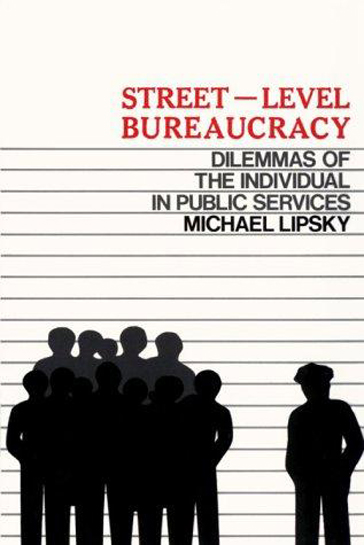 STREET—LEVEL
BUREAUCRACY
DILEMMAS OF
THE INDIVIDUAL
IN PUBLIC SERVICES
MICHAEL LIPSKY